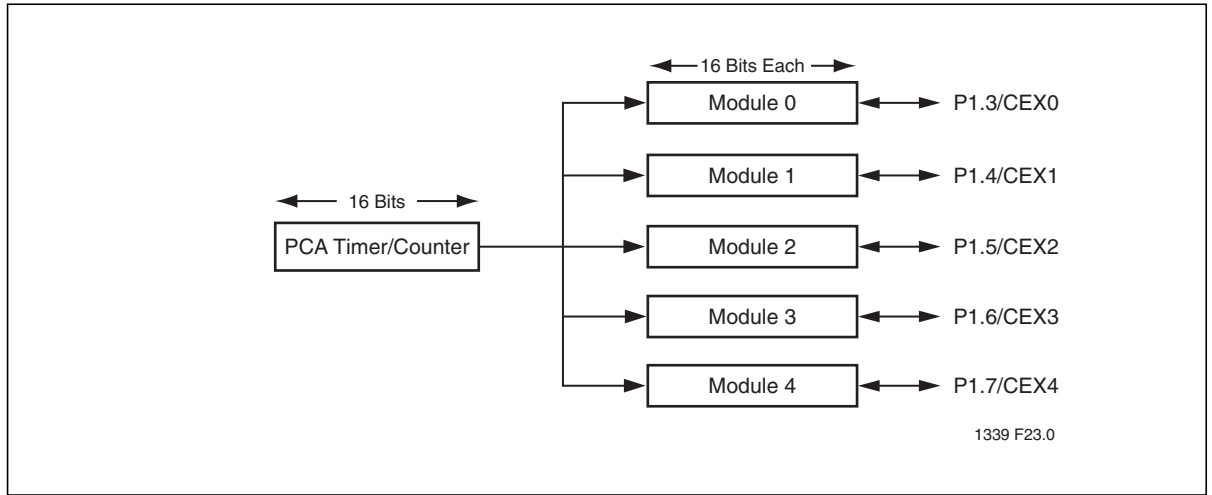 16 Bits Each
Module 0
P1.3/CEX0
Module 1
P1.4/CEX1
16 Bits
PCA Timer/Counter
Module 2
P1.5/CEX2
Module 3
P1.6/CEX3
Module 4
P1.7/CEX4
1339 F23.0